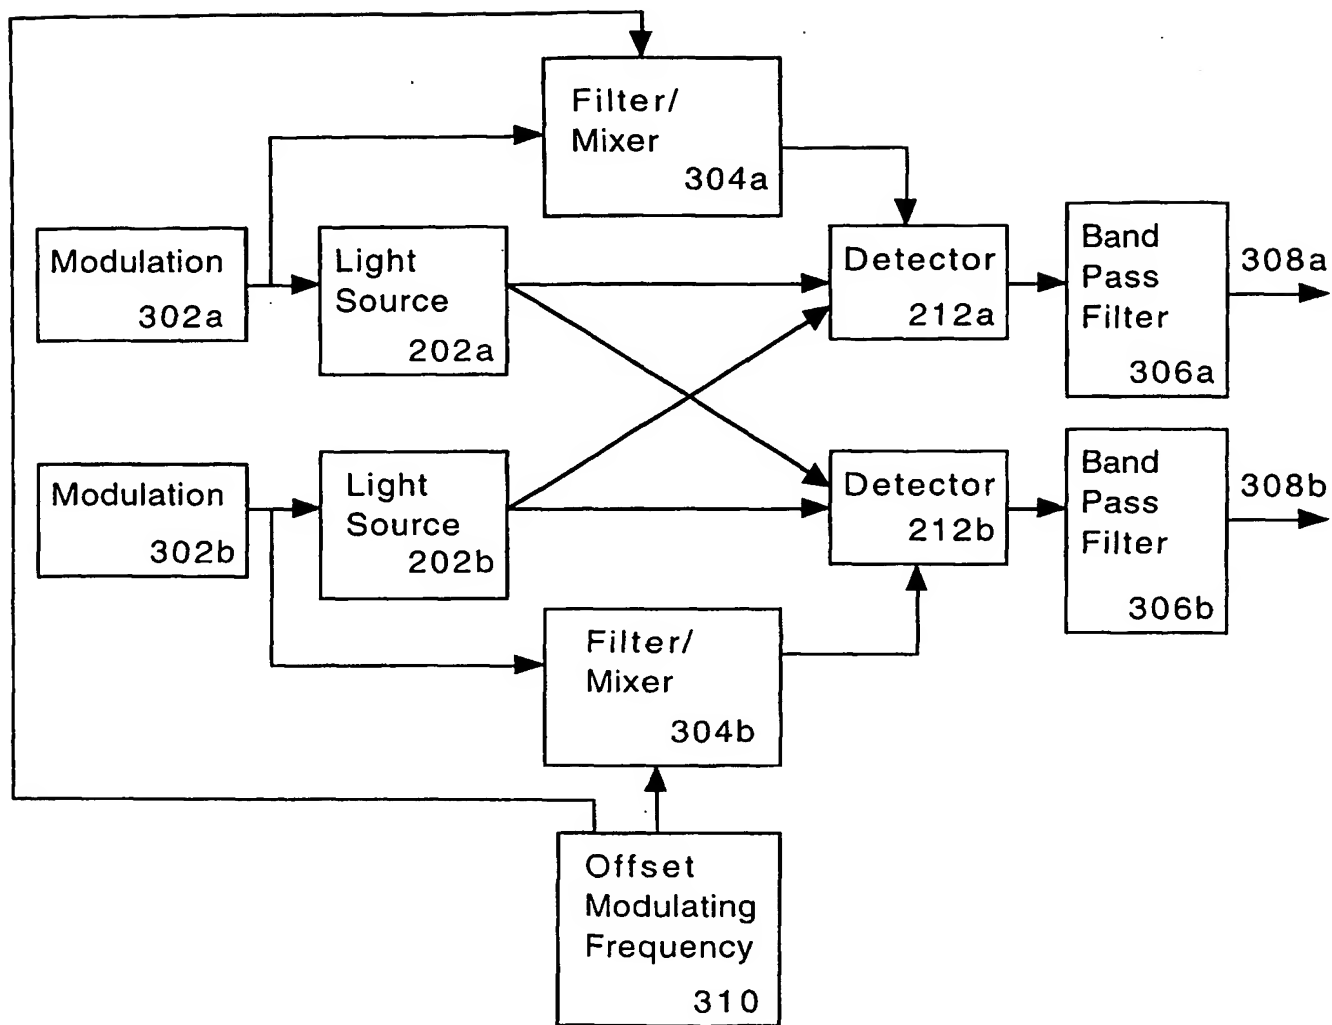 Filter/
Mixer
304a
Modulation
302a
Light
Source
202a
Detector
212a
Band
Pass
Filter
306a
308a
Modulation
302b
Light
Source
202b
Detector
212b
Band
Pass
Filter
306b
308b
Filter/
Mixer
304b
Offset
Modulating
Frequency
310